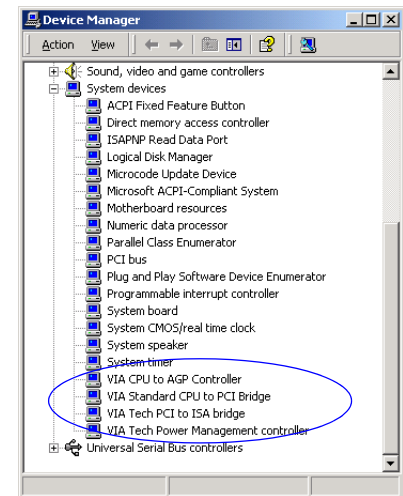 Device Manager
Action View
Sound, video and game controllers
System devices
ACPI Fixed Feature Button
Direct memory access controller
ISAPNP Read Data Port
Logical Disk Manager
Microcode Update Device
Microsoft ACPI-Compliant System
Motherboard resources
Numeric data processor
Parallel Class Enumerator
PCI bus
Plug and Play Software Device Enumerator
Programmable interrupt controller
System board
System CMOS/real time clock
System speaker
System timer
VIA CPU to AGP Controller
VIA Standard CPU to PCI Bridge
VIA Tech PCI to ISA bridge
VIA Tech Power Management controller
Universal Serial Bus controllers